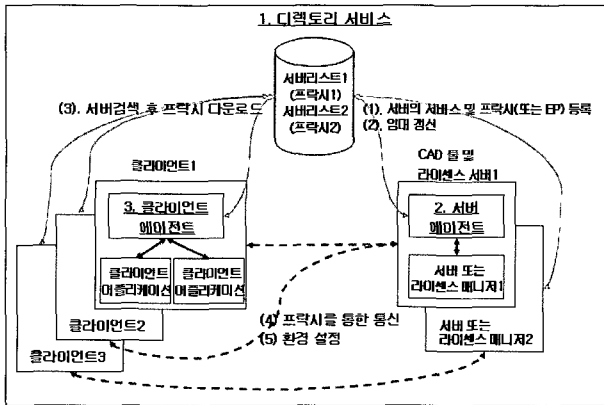 1. 디렉토리 서비스
서버리스트1
(프락시1)
서버리스트2
(프락시2)
(3). 서버검색 후 프락시 다운로드
(1). 서버의 서비스 및 프락시(또는 EP) 등록
(2). 임대 갱신
클라이언트1
3. 클라이언트
에이전트
클라이언트
어플리케이션
클라이언트
어플리케이션
클라이언트2
클라이언트3
CAD 툴 및
라이센스 서버1
2. 서버
에이전트
서버 또는
라이센스 매니저1
서버 또는
라이센스 매니저2
(4) 프락시를 통한 통신
(5) 환경 설정